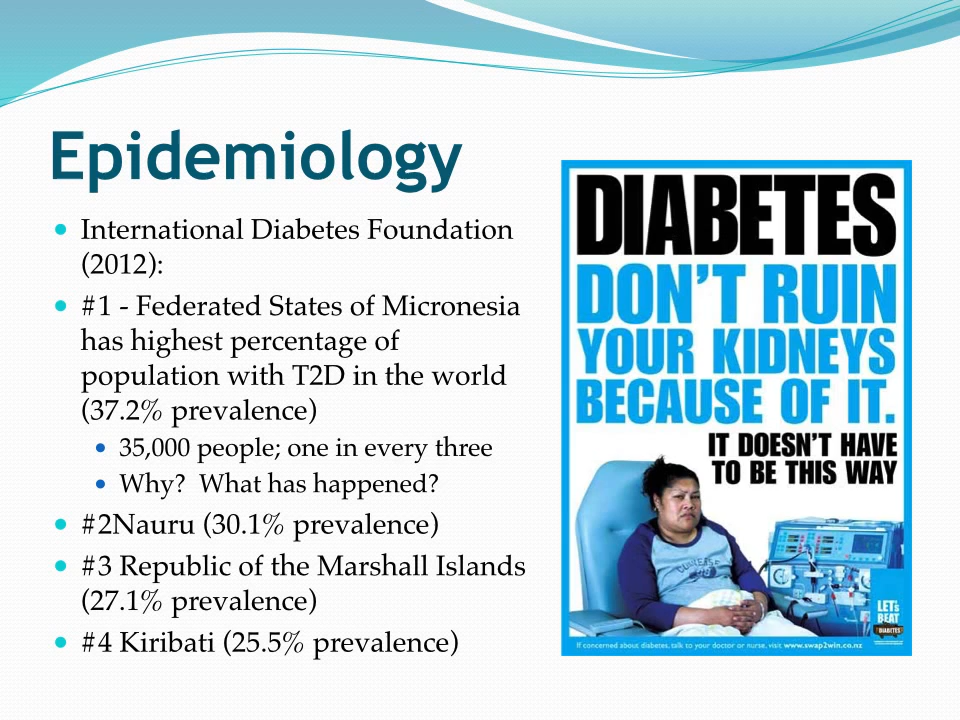 Epidemiology
International Diabetes Foundation
(2012):
#1 - Federated States of Micronesia
has highest percentage of
population with T2D in the world
(37.2% prevalence)
35,000 people; one in every three
Why?  What has happened?
#2Nauru (30.1% prevalence)
#3 Republic of the Marshall Islands
(27.1% prevalence)
#4 Kiribati (25.5% prevalence)
DIABETES
DON'T RUIN
YOUR KIDNEYS
BECAUSE OF IT.
IT DOESN'T HAVE
TO BE THIS WAY
LET's
BEAT
DIABETES
If concerned about diabetes, talk to your doctor or nurse, visit www.swap2win.co.nz